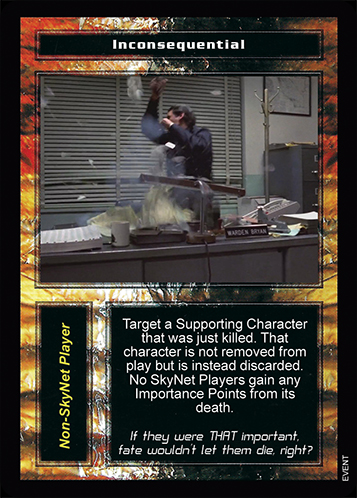 Inconsequential
WARDEN BRYAN
Non-SkyNet Player
Target a Supporting Character
that was just killed. That
character is not removed from
play but is instead discarded.
No SkyNet Players gain any
Importance Points from its
death.
If they were THAT important,
fate wouldn't let them die, right?
EVENT